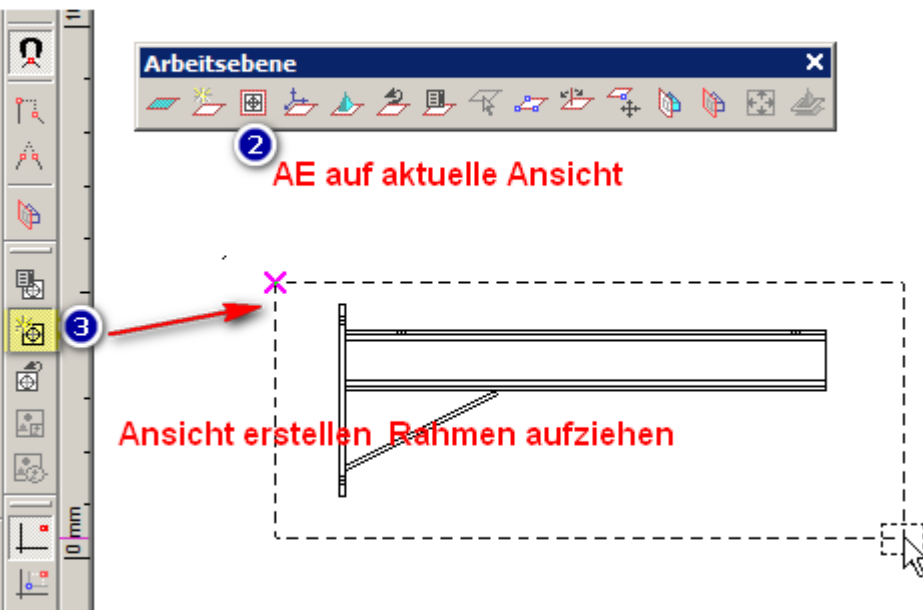 Arbeitsebene
2
AE auf aktuelle Ansicht
3
Ansicht erstellen Rahmen aufziehen
0 mm